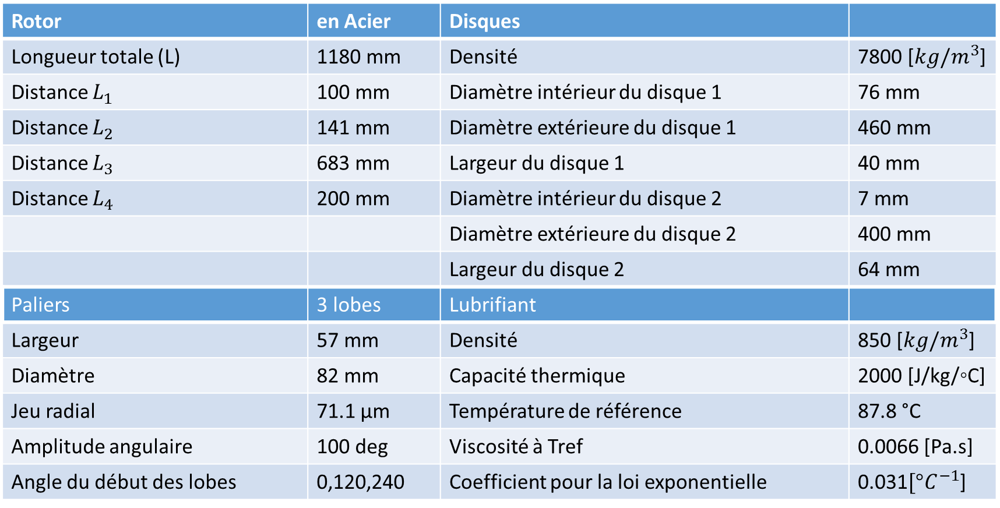 Rotor en Acier Disques
Longueur totale (L) 1180 mm Densité 7800 [kg/m³]
Distance L₁ 100 mm Diamètre intérieur du disque 1 76 mm
Distance L₂ 141 mm Diamètre extérieure du disque 1 460 mm
Distance L₃ 683 mm Largeur du disque 1 40 mm
Distance L₄ 200 mm Diamètre intérieur du disque 2 7 mm
Diamètre extérieure du disque 2 400 mm
Largeur du disque 2 64 mm
Paliers 3 lobes Lubrifiant
Largeur 57 mm Densité 850 [kg/m³]
Diamètre 82 mm Capacité thermique 2000 [J/kg/◦C]
Jeu radial 71.1 µm Température de référence 87.8 °C
Amplitude angulaire 100 deg Viscosité à Tref 0.0066 [Pa.s]
Angle du début des lobes 0,120,240 Coefficient pour la loi exponentielle 0.031[°C⁻¹]